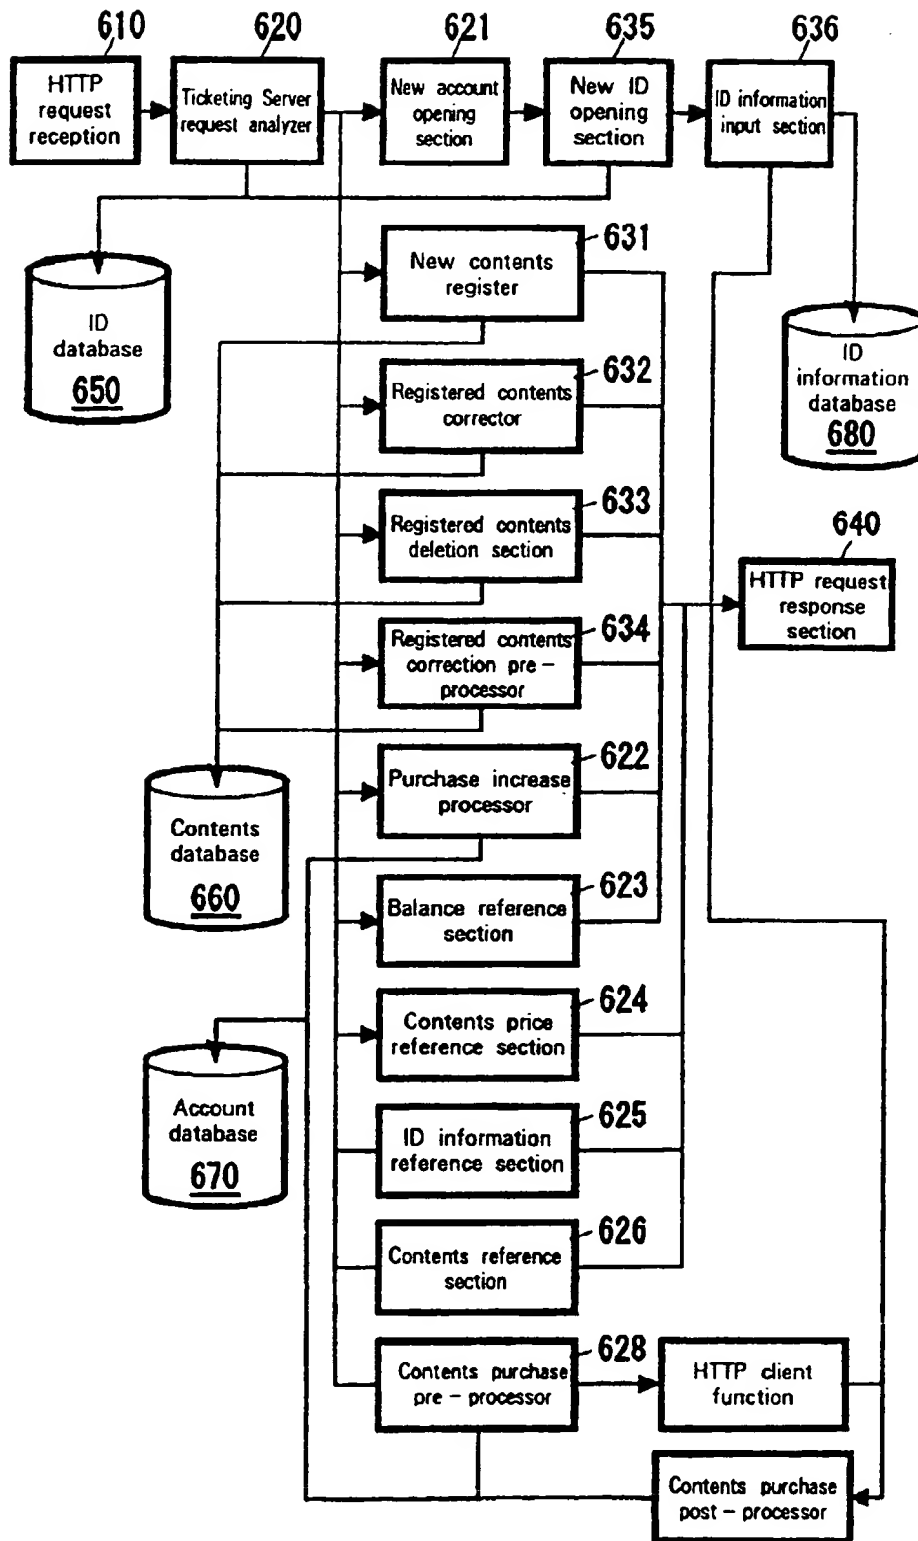 610
620
621
635
636
HTTP
request
reception
Ticketing Server
request analyzer
New account
opening
section
New ID
opening
section
ID information
input section
631
New contents
register
ID
database
650
632
Registered contents
corrector
ID
information
database
680
633
Registered contents
deletion section
640
HTTP request
response
section
634
Registered contents
correction pre-
processor
622
Purchase increase
processor
Contents
database
660
623
Balance reference
section
624
Contents price
reference section
Account
database
670
625
ID information
reference section
626
Contents reference
section
628
Contents purchase
pre-processor
HTTP client
function
Contents purchase
post-processor